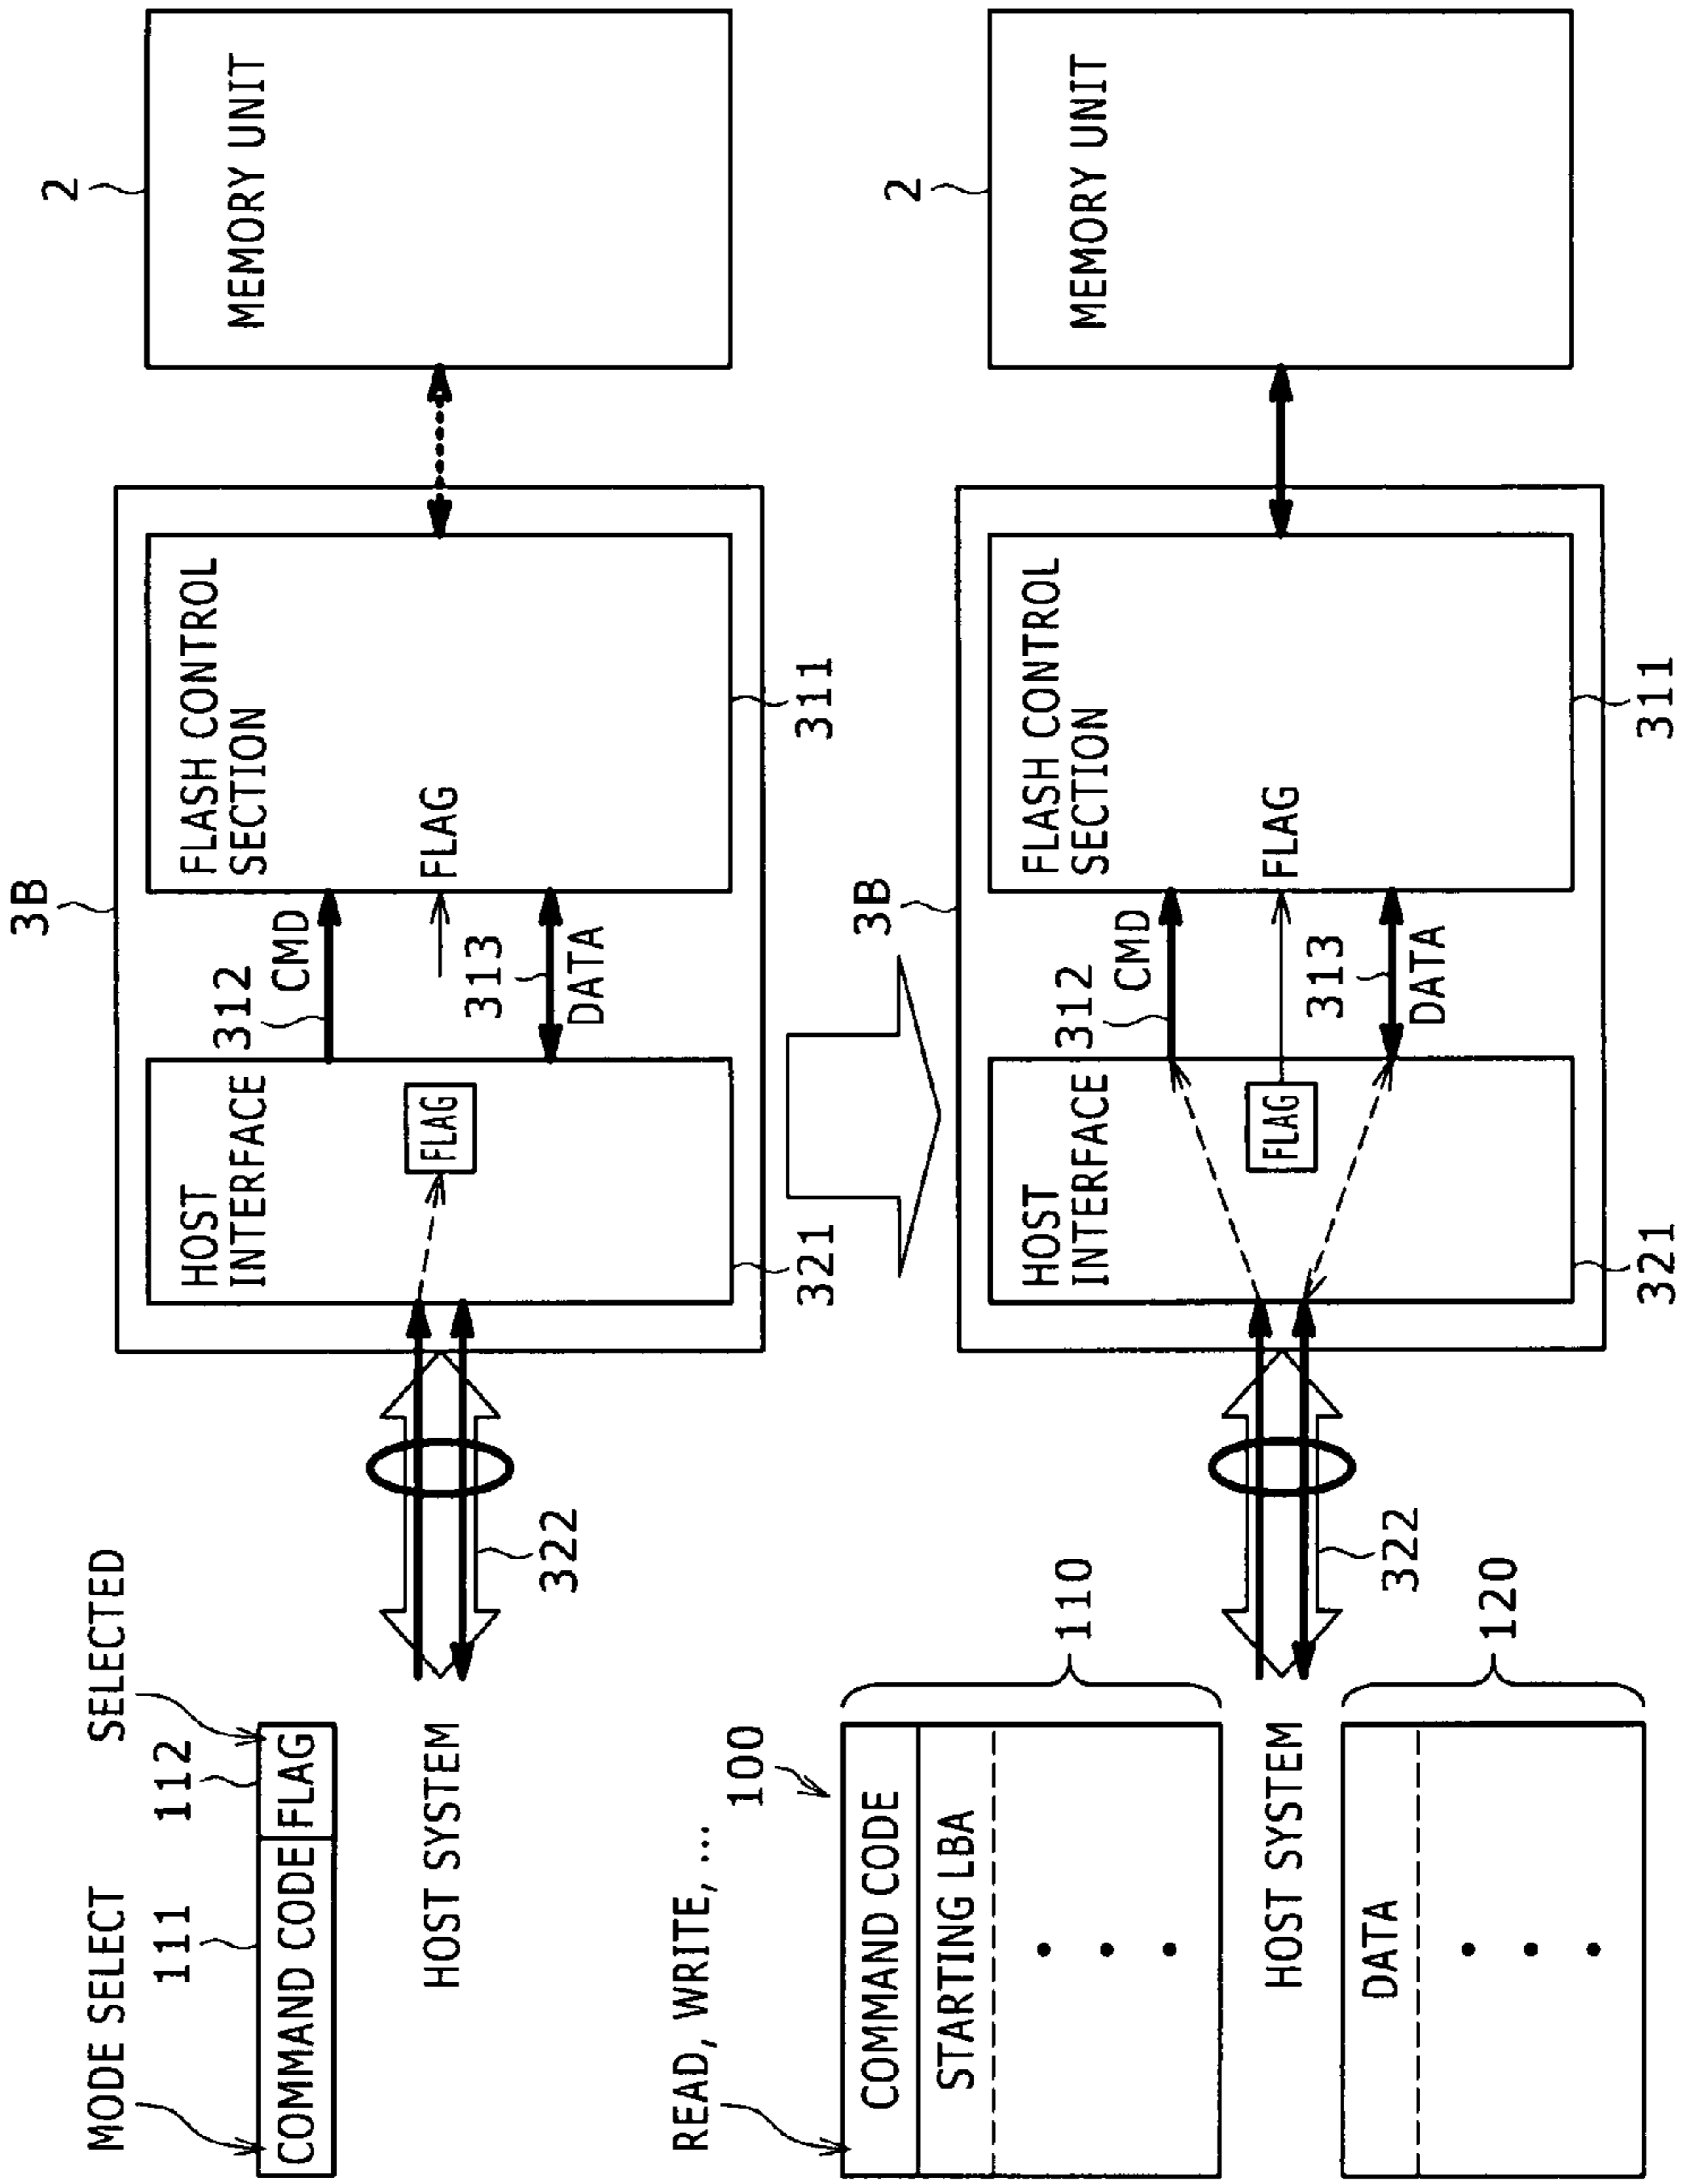 MODE SELECT
SELECTED
111
112
COMMAND CODE
FLAG
HOST SYSTEM
322
3B
HOST
INTERFACE
FLAG
321
312
CMD
313
DATA
FLASH CONTROL
SECTION
FLAG
311
2
MEMORY UNIT
READ, WRITE, ...
100
COMMAND CODE
STARTING LBA
110
HOST SYSTEM
DATA
120
322
3B
HOST
INTERFACE
FLAG
321
312
CMD
313
DATA
FLASH CONTROL
SECTION
FLAG
311
2
MEMORY UNIT